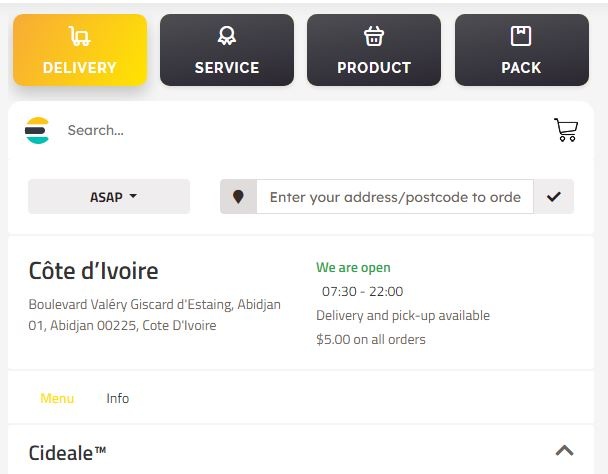 DELIVERY
SERVICE
PRODUCT
PACK
Search...
ASAP
Enter your address/postcode to orde
Côte d’Ivoire
We are open
07:30 - 22:00
Boulevard Valéry Giscard d'Estaing, Abidjan
01, Abidjan 00225, Cote D'Ivoire
Delivery and pick-up available
$5.00 on all orders
Menu
Info
Cideale™